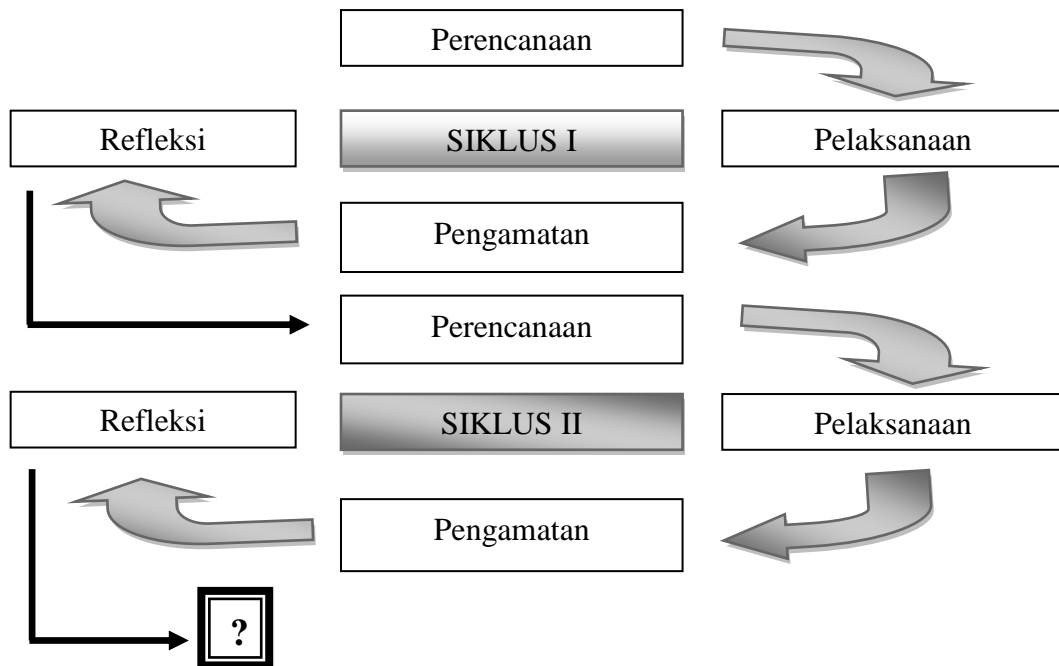 Perencanaan
Refleksi
SIKLUS I
Pelaksanaan
Pengamatan
Perencanaan
Refleksi
SIKLUS II
Pelaksanaan
Pengamatan
?